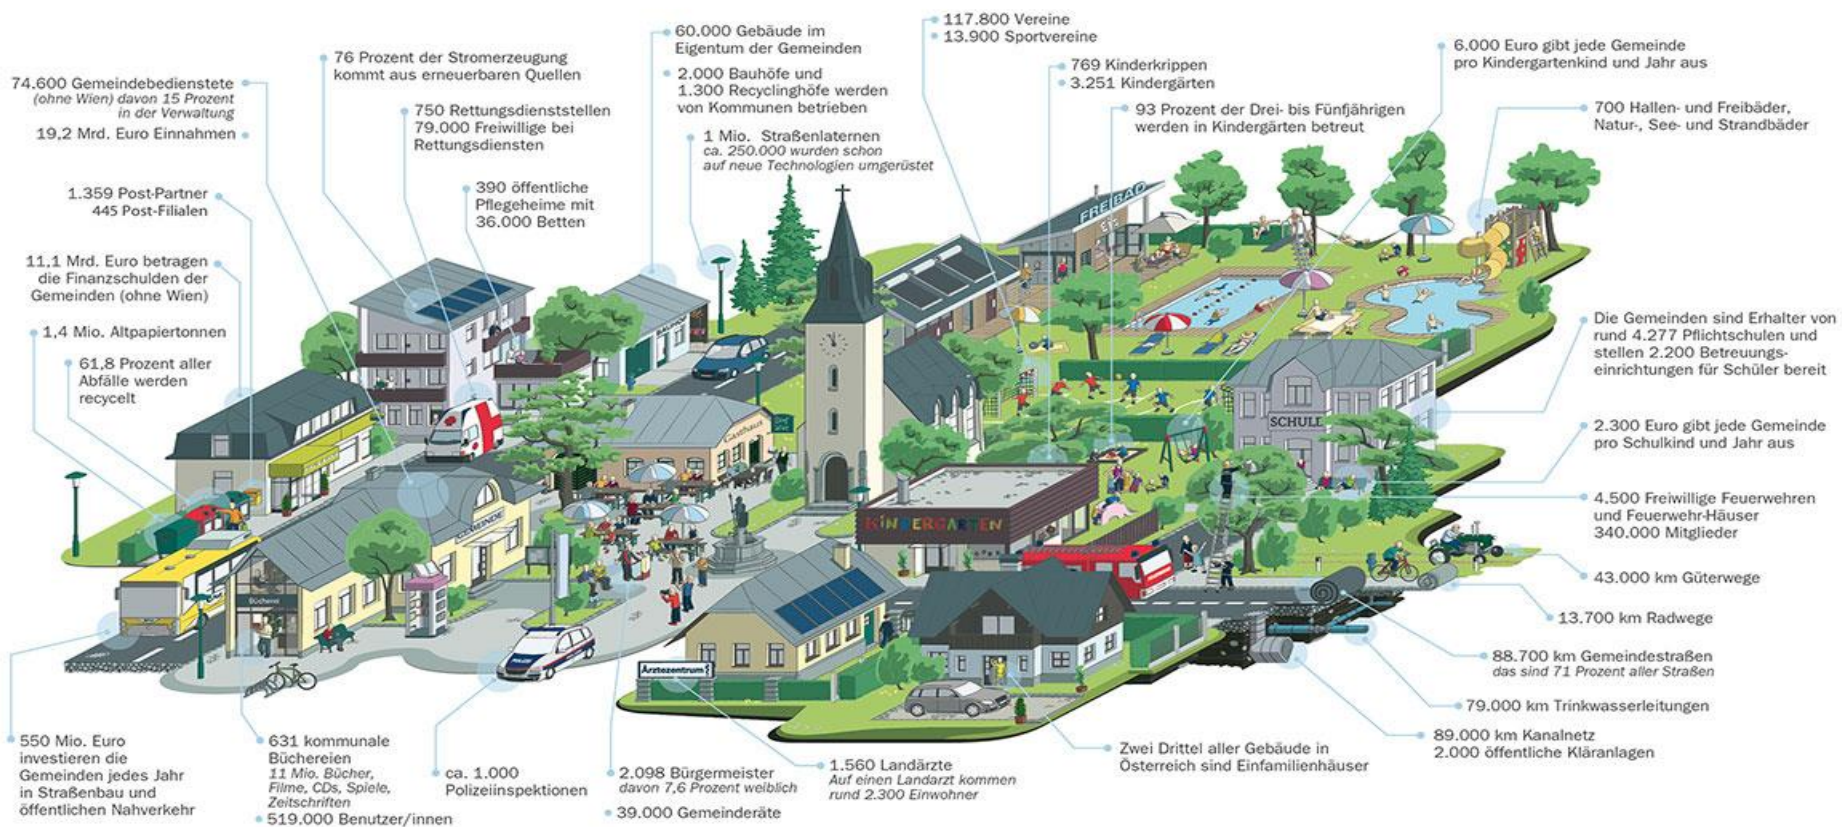 117.800 Vereine
13.900 Sportvereine
60.000 Gebäude im
Eigentum der Gemeinden
2.000 Bauhöfe und
1.300 Recyclinghöfe werden
von Kommunen betrieben
1 Mio. Straßenlaternen
ca. 250.000 wurden schon
auf neue Technologien umgerüstet
76 Prozent der Stromerzeugung
kommt aus erneuerbaren Quellen
74.600 Gemeindebedienstete
(ohne Wien) davon 15 Prozent
in der Verwaltung
19,2 Mrd. Euro Einnahmen
750 Rettungsdienststellen
79.000 Freiwillige bei
Rettungsdiensten
390 öffentliche
Pflegeheime mit
36.000 Betten
1.359 Post-Partner
445 Post-Filialen
11,1 Mrd. Euro betragen
die Finanzschulden der
Gemeinden (ohne Wien)
1,4 Mio. Altpapiertonnen
61,8 Prozent aller
Abfälle werden
recycelt
769 Kinderkrippen
3.251 Kindergärten
93 Prozent der Drei- bis Fünfjährigen
werden in Kindergärten betreut
6.000 Euro gibt jede Gemeinde
pro Kindergartenkind und Jahr aus
700 Hallen- und Freibäder,
Natur-, See- und Strandbäder
FREIBAD
Gasthaus
SCHULE
KINDERGARTEN
GEMEINDE
Bücherei
POLIZEI
Ärztezentrum
Die Gemeinden sind Erhalter von
rund 4.277 Pflichtschulen und
stellen 2.200 Betreuungs-
einrichtungen für Schüler bereit
2.300 Euro gibt jede Gemeinde
pro Schulkind und Jahr aus
4.500 Freiwillige Feuerwehren
und Feuerwehr-Häuser
340.000 Mitglieder
43.000 km Güterwege
13.700 km Radwege
88.700 km Gemeindestraßen
das sind 71 Prozent aller Straßen
79.000 km Trinkwasserleitungen
89.000 km Kanalnetz
2.000 öffentliche Kläranlagen
550 Mio. Euro
investieren die
Gemeinden jedes Jahr
in Straßenbau und
öffentlichen Nahverkehr
631 kommunale
Büchereien
11 Mio. Bücher,
Filme, CDs, Spiele,
Zeitschriften
519.000 Benutzer/innen
ca. 1.000
Polizeiinspektionen
2.098 Bürgermeister
davon 7,6 Prozent weiblich
39.000 Gemeinderäte
1.560 Landärzte
Auf einen Landarzt kommen
rund 2.300 Einwohner
Zwei Drittel aller Gebäude in
Österreich sind Einfamilienhäuser